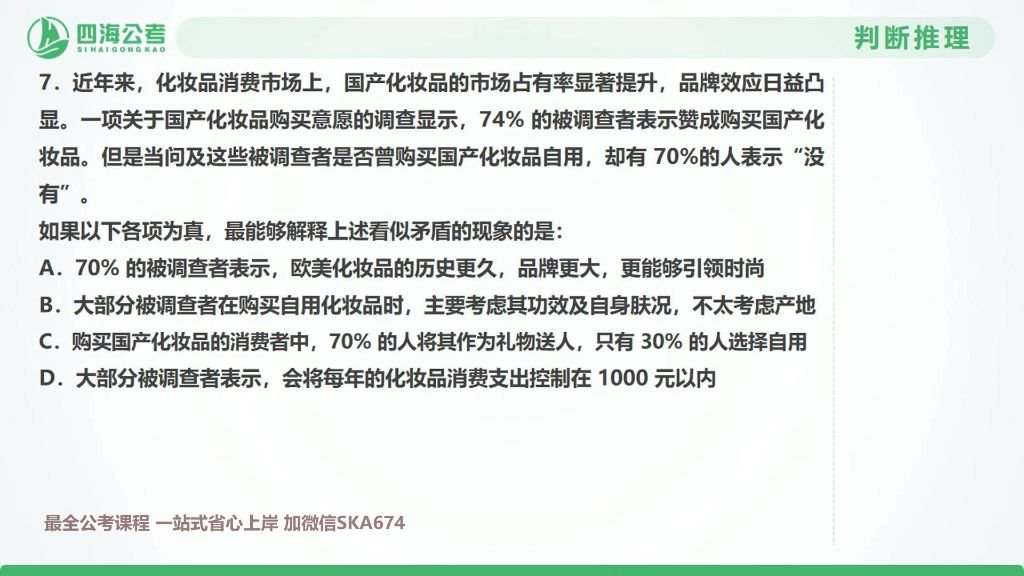 四海公考
SIHAIGONGKAO
判断推理
7. 近年来，化妆品消费市场上，国产化妆品的市场占有率显著提升，品牌效应日益凸
显。一项关于国产化妆品购买意愿的调查显示，74% 的被调查者表示赞成购买国产化
妆品。但是当问及这些被调查者是否曾购买国产化妆品自用，却有 70%的人表示“没
有”。
如果以下各项为真，最能够解释上述看似矛盾的现象的是：
A. 70% 的被调查者表示，欧美化妆品的历史更久，品牌更大，更能够引领时尚
B. 大部分被调查者在购买自用化妆品时，主要考虑其功效及自身肤况，不太考虑产地
C. 购买国产化妆品的消费者中，70% 的人将其作为礼物送人，只有 30% 的人选择自用
D. 大部分被调查者表示，会将每年的化妆品消费支出控制在 1000 元以内
最全公考课程 一站式省心上岸 加微信SKA674